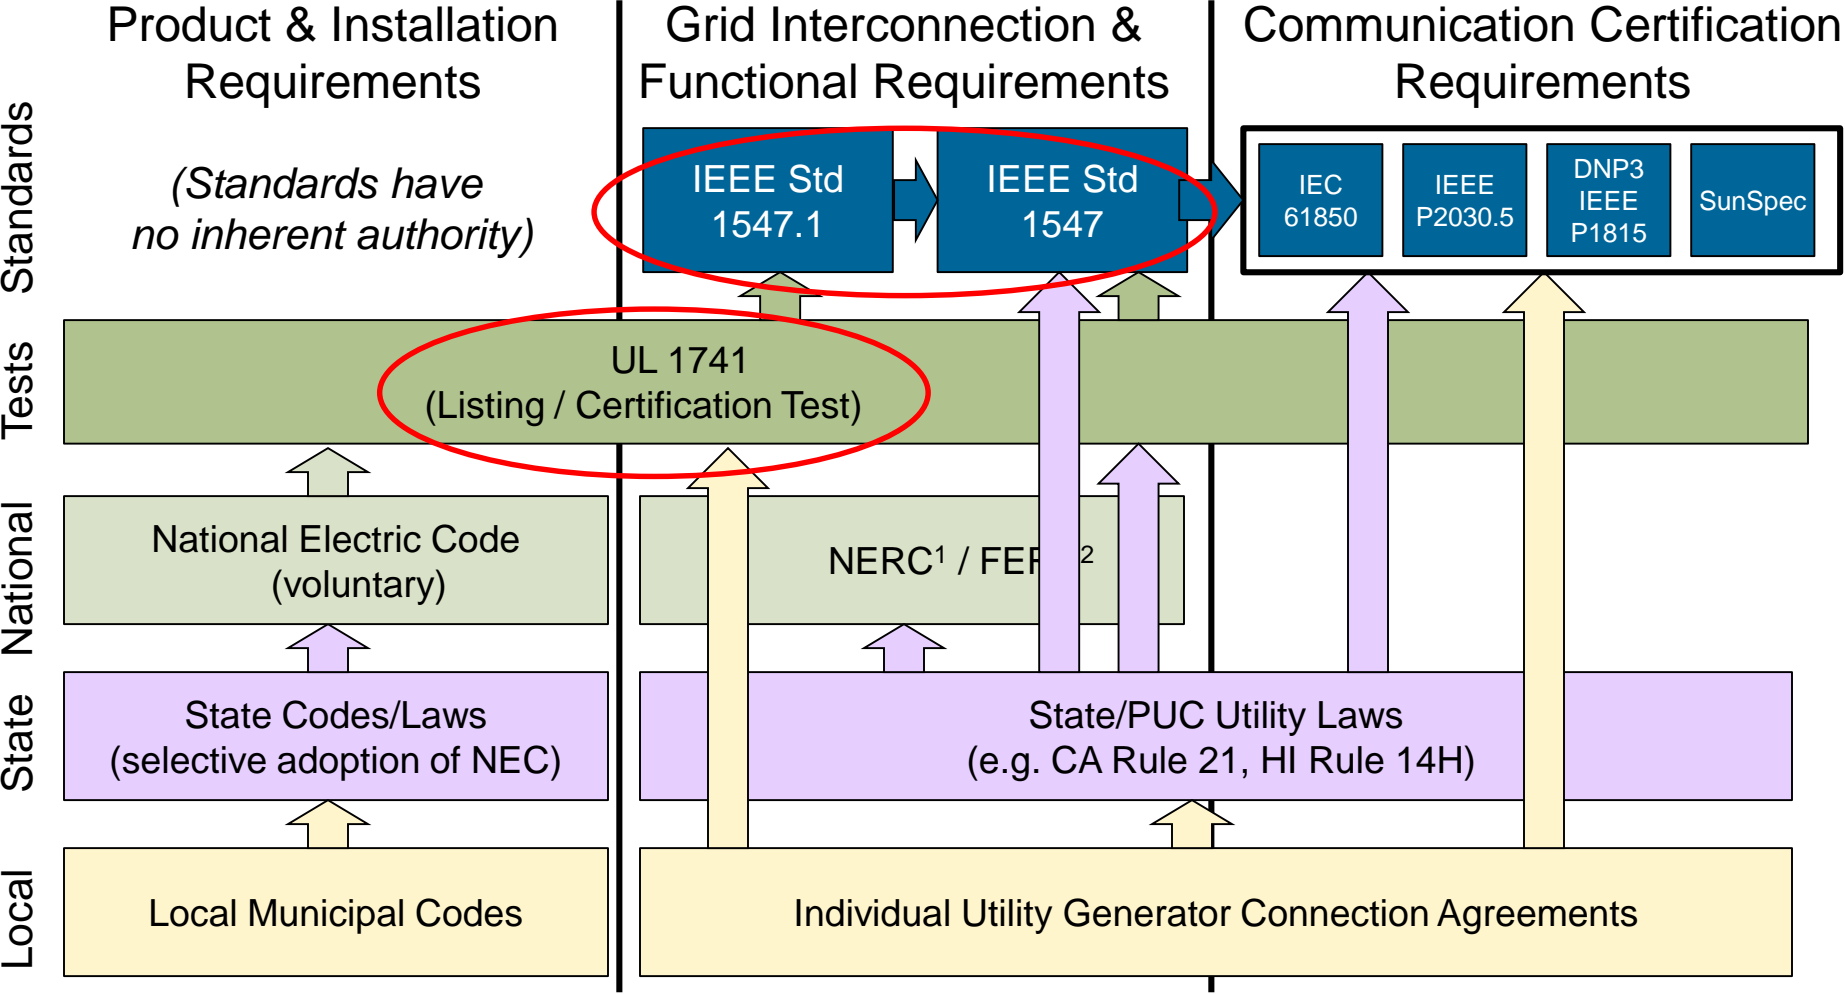 Product & Installation
Requirements
Grid Interconnection &
Functional Requirements
Communication Certification
Requirements
Standards
(Standards have
no inherent authority)
IEEE Std
1547.1
IEEE Std
1547
IEC
61850
IEEE
P2030.5
DNP3
IEEE
P1815
SunSpec
Tests
UL 1741
(Listing / Certification Test)
National
National Electric Code
(voluntary)
NERC¹ / FE ²
State
State Codes/Laws
(selective adoption of NEC)
State/PUC Utility Laws
(e.g. CA Rule 21, HI Rule 14H)
Local
Local Municipal Codes
Individual Utility Generator Connection Agreements